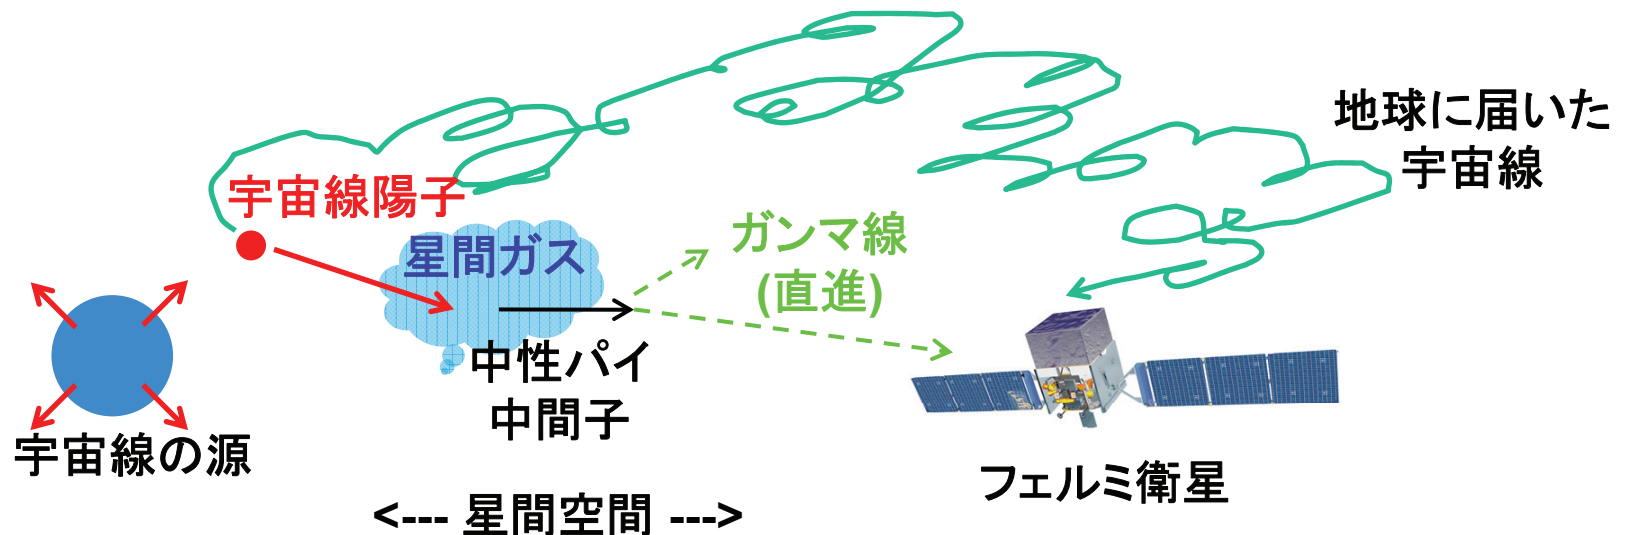 地球に届いた
宇宙線
宇宙線陽子
星間ガス
ガンマ線
(直進)
中性パイ
中間子
宇宙線の源
フェルミ衛星
<--- 星間空間 --->